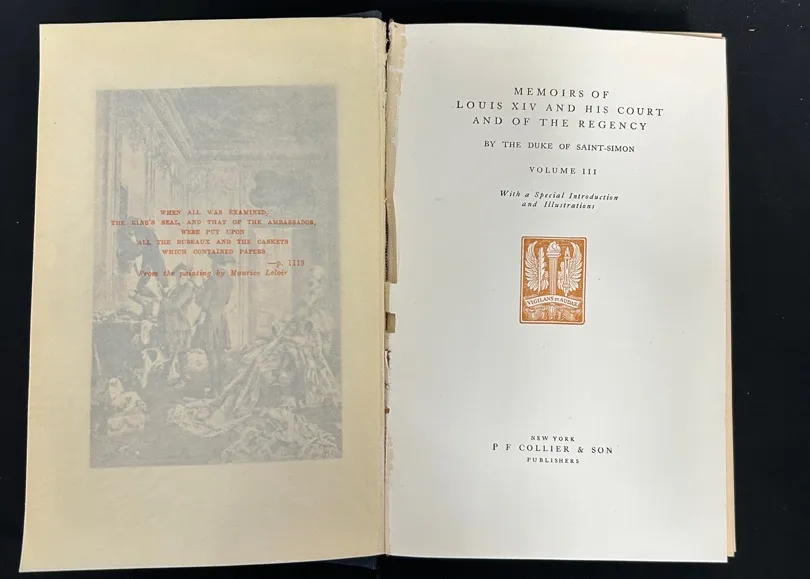 WHEN ALL WAS EXAMINED,
THE KING'S SEAL, AND THAT OF THE AMBASSADOR,
WERE PUT UPON
ALL THE BUREAUX AND THE CASKETS
WHICH CONTAINED PAPERS
—p. 1113
From the painting by Maurice Leloir
MEMOIRS OF
LOUIS XIV AND HIS COURT
AND OF THE REGENCY
BY THE DUKE OF SAINT-SIMON
VOLUME III
With a Special Introduction
and Illustrations
VIGILANS ET AUDAX
NEW YORK
P F COLLIER & SON
PUBLISHERS